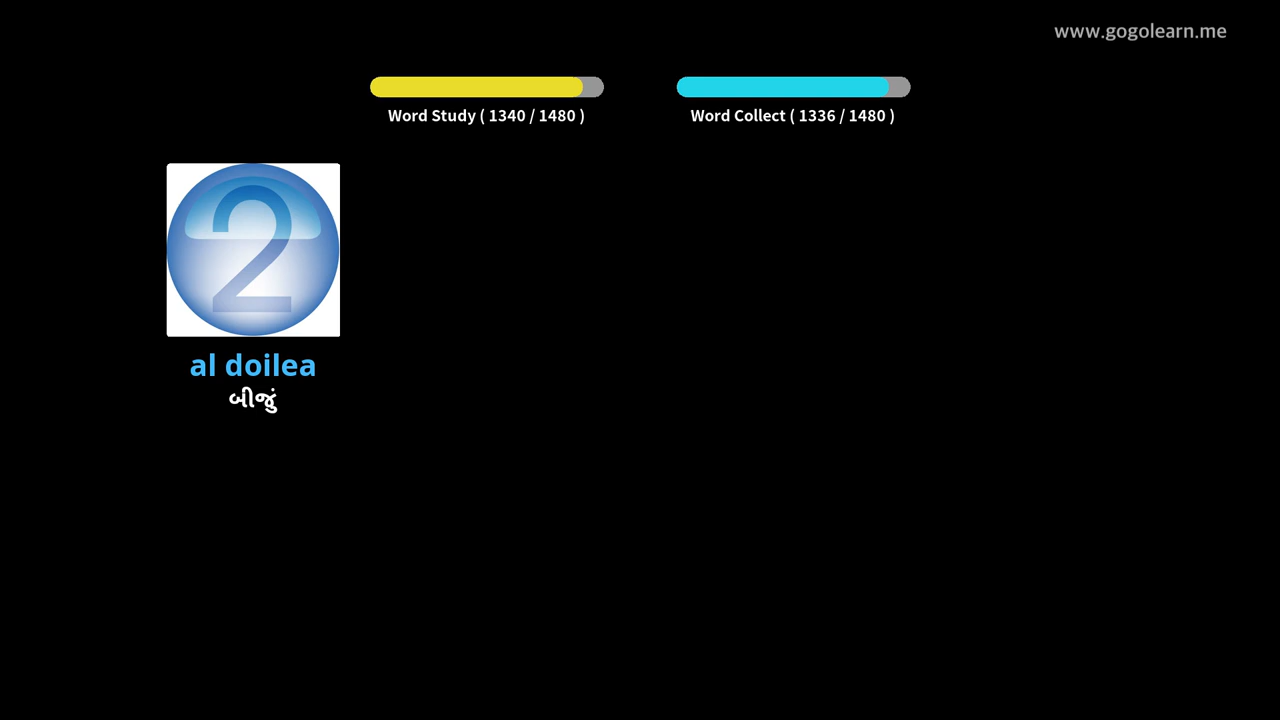 www.gogolearn.me
Word Study ( 1340 / 1480 )
Word Collect ( 1336 / 1480 )
2
al doilea
બીજું